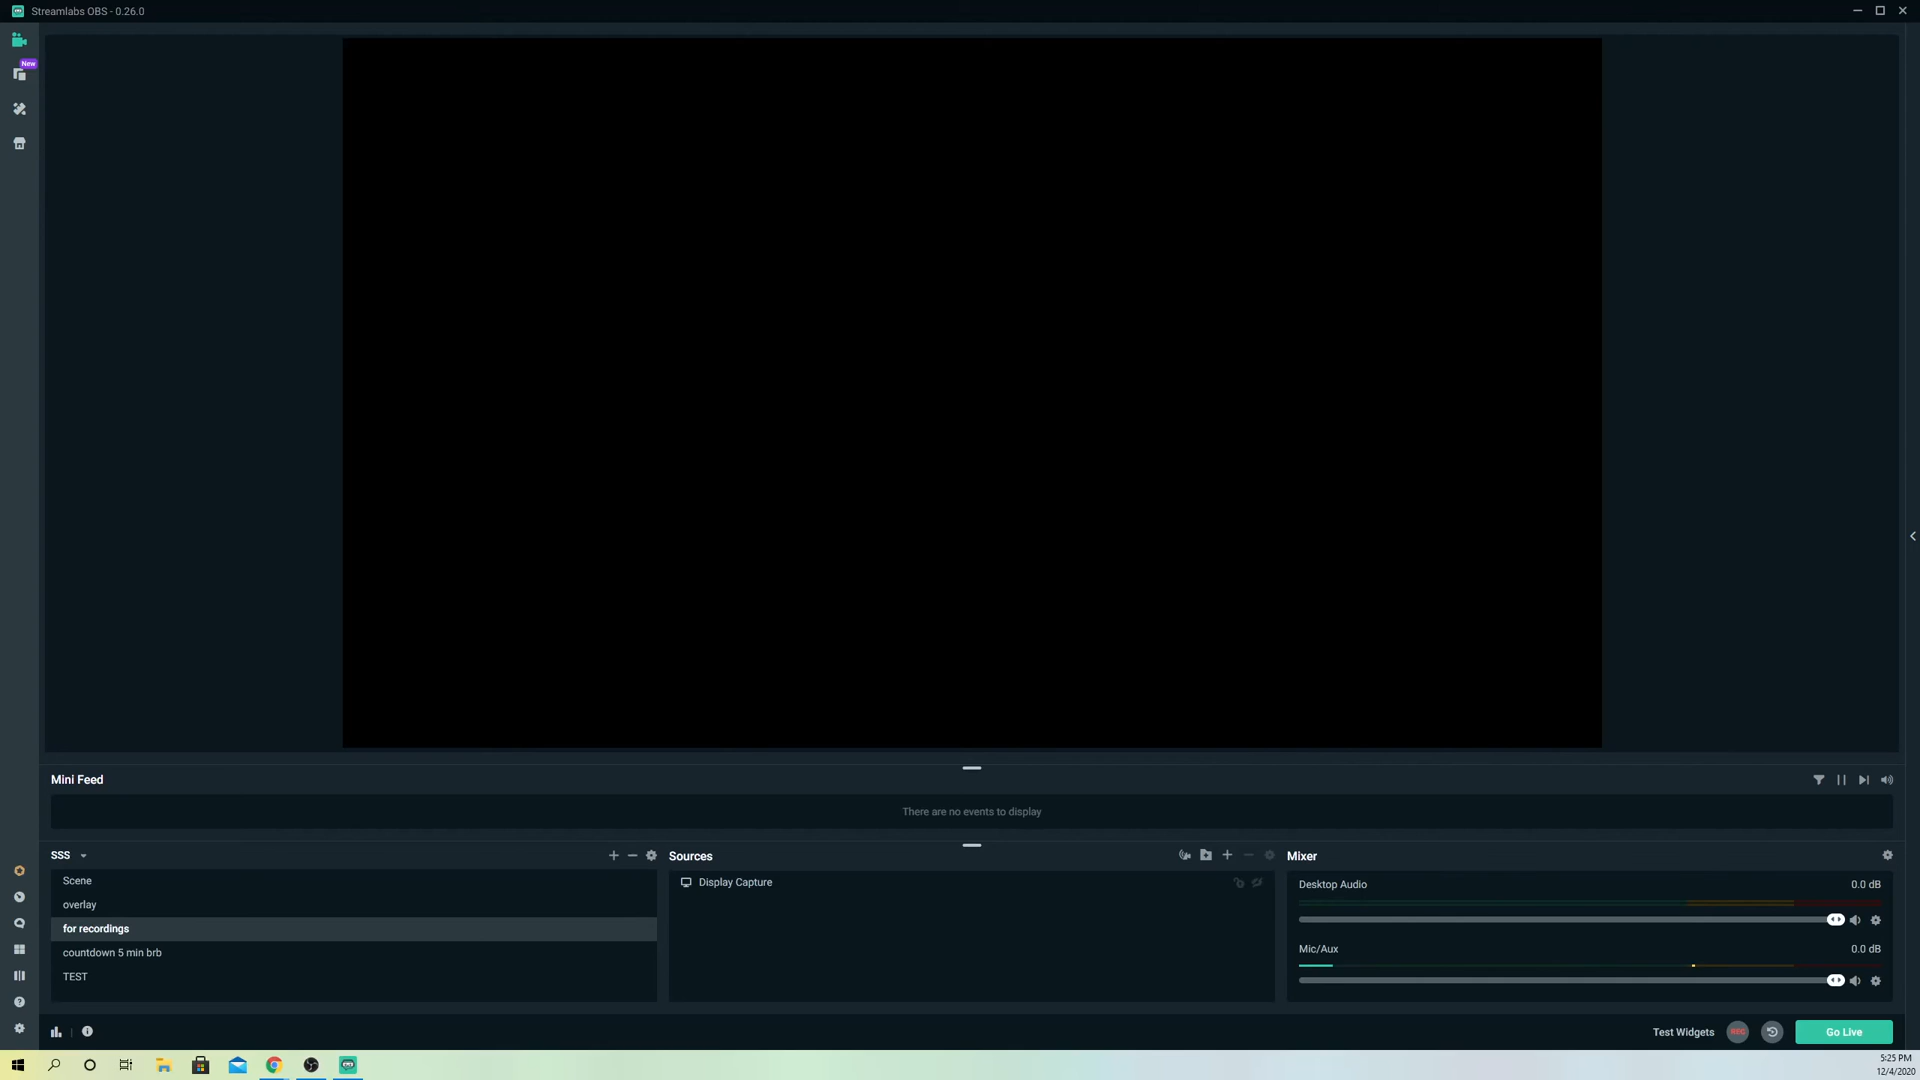 Streamlabs OBS - 0.26.0
New
Mini Feed
There are no events to display
SSS
Scene
overlay
for recordings
countdown 5 min brb
TEST
Sources
Display Capture
Mixer
Desktop Audio 0.0 dB
Mic/Aux 0.0 dB
Test Widgets REC Go Live
5:25 PM
12/4/2020